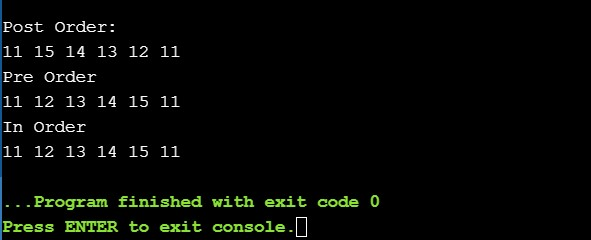 Post Order:
11 15 14 13 12 11
Pre Order
11 12 13 14 15 11
In Order
11 12 13 14 15 11
...Program finished with exit code 0
Press ENTER to exit console.